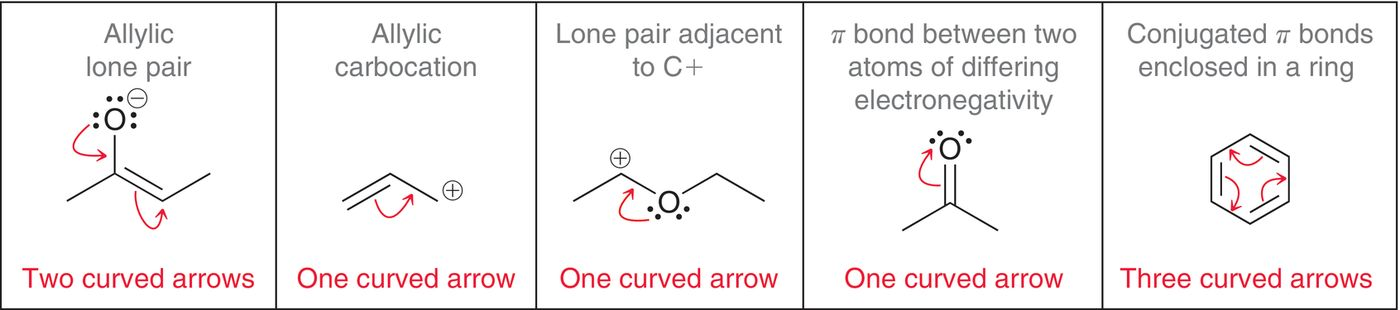 Allylic
lone pair
Allylic
carbocation
Lone pair adjacent
to C+
π bond between two
atoms of differing
electronegativity
Conjugated π bonds
enclosed in a ring
O
⊖
⊕
⊕
O
O
Two curved arrows
One curved arrow
One curved arrow
One curved arrow
Three curved arrows